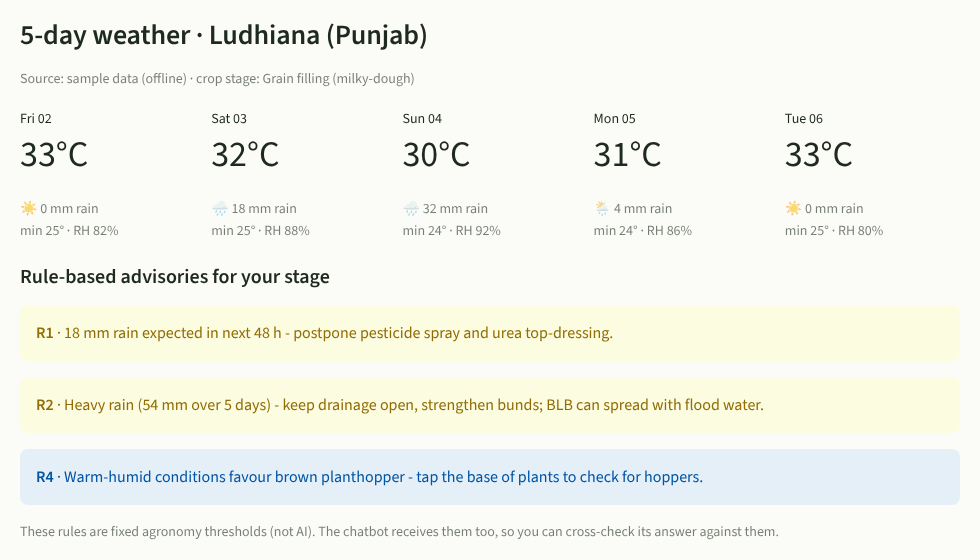 5-day weather · Ludhiana (Punjab)
Source: sample data (offline) · crop stage: Grain filling (milky-dough)
Fri 02
33°C
☀️ 0 mm rain
min 25° · RH 82%
Sat 03
32°C
🌧️ 18 mm rain
min 25° · RH 88%
Sun 04
30°C
🌧️ 32 mm rain
min 24° · RH 92%
Mon 05
31°C
🌦️ 4 mm rain
min 24° · RH 86%
Tue 06
33°C
☀️ 0 mm rain
min 25° · RH 80%
Rule-based advisories for your stage
R1 · 18 mm rain expected in next 48 h - postpone pesticide spray and urea top-dressing.
R2 · Heavy rain (54 mm over 5 days) - keep drainage open, strengthen bunds; BLB can spread with flood water.
R4 · Warm-humid conditions favour brown planthopper - tap the base of plants to check for hoppers.
These rules are fixed agronomy thresholds (not AI). The chatbot receives them too, so you can cross-check its answer against them.